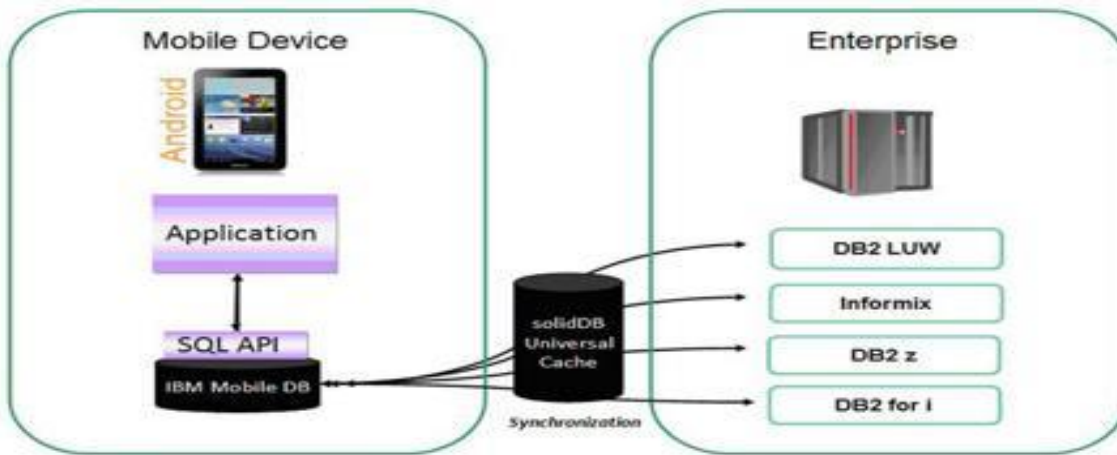 Mobile Device
Android
Application
SQL API
IBM Mobile DB
solidDB
Universal
Cache
Synchronization
Enterprise
DB2 LUW
Informix
DB2 z
DB2 for i